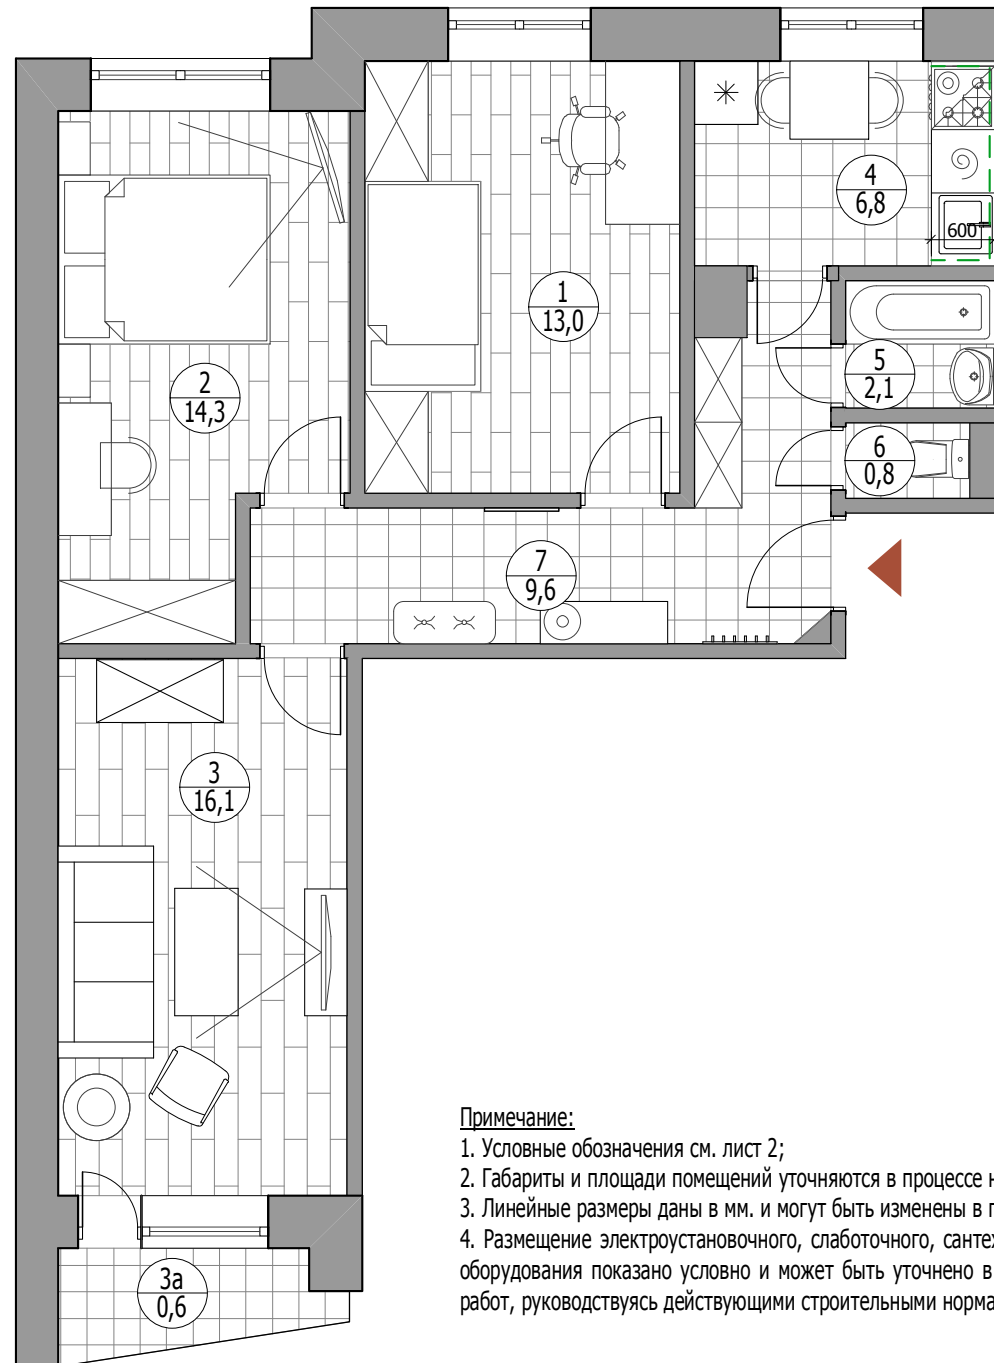 4
6,8
600
1
13,0
5
2,1
2
14,3
6
0,8
7
9,6
3
16,1
3а
0,6
Примечание:
1. Условные обозначения см. лист 2;
2. Габариты и площади помещений уточняются в процессе
3. Линейные размеры даны в мм. и могут быть изменены в
4. Размещение электроустановочного, слаботочного,
оборудования показано условно и может быть уточнено в
работ, руководствуясь действующими строительными